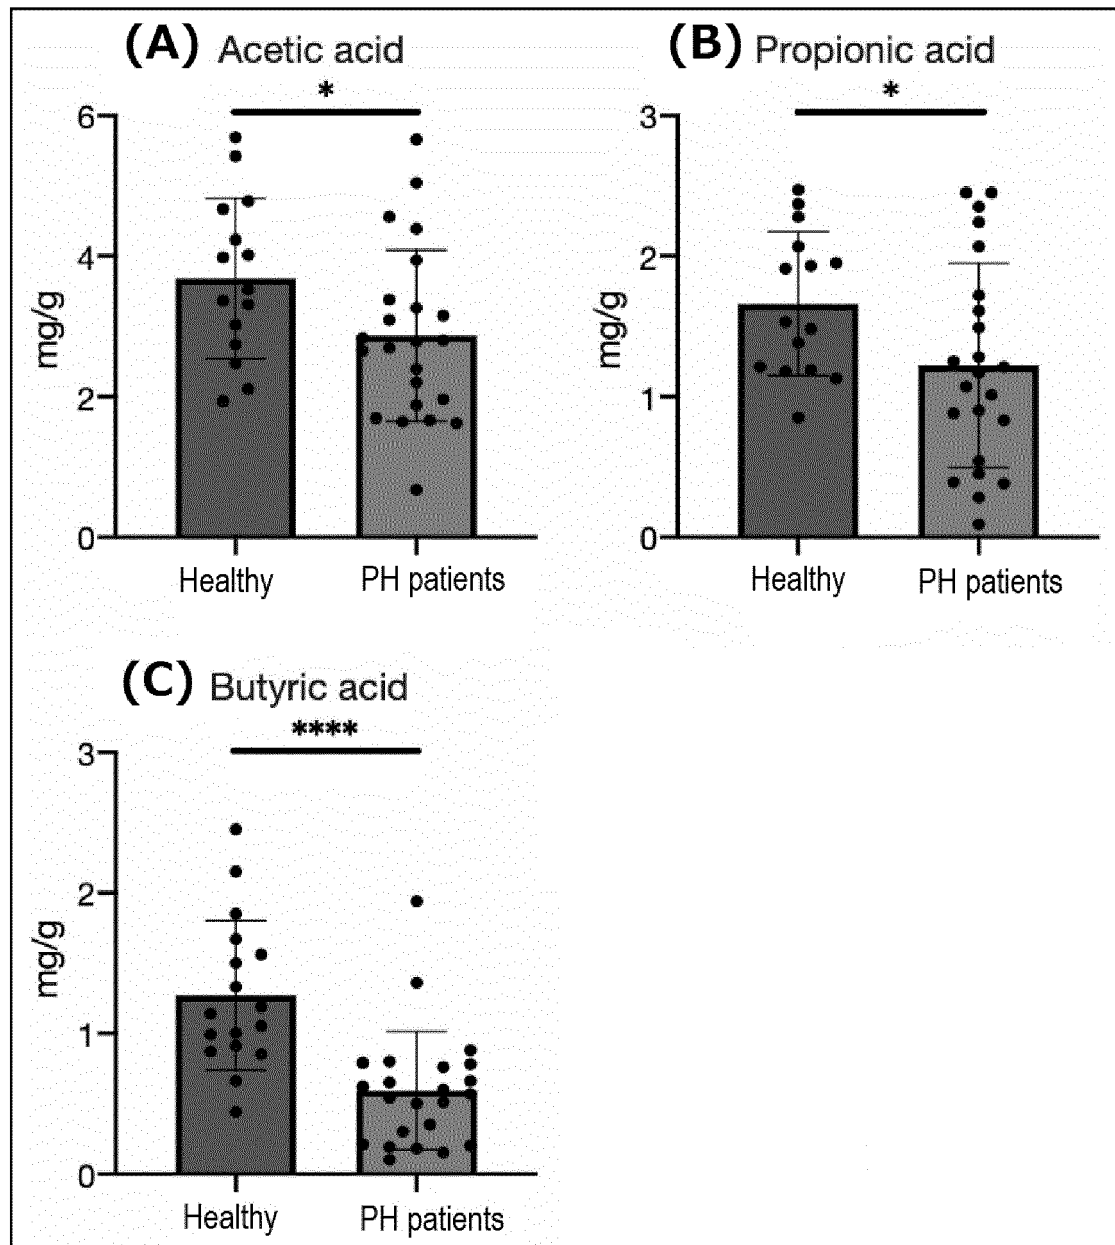 (A) Acetic acid
*
6
4
2
0
mg/g
Healthy
PH patients
(B) Propionic acid
*
3
2
1
0
mg/g
Healthy
PH patients
(C) Butyric acid
****
3
2
1
0
mg/g
Healthy
PH patients